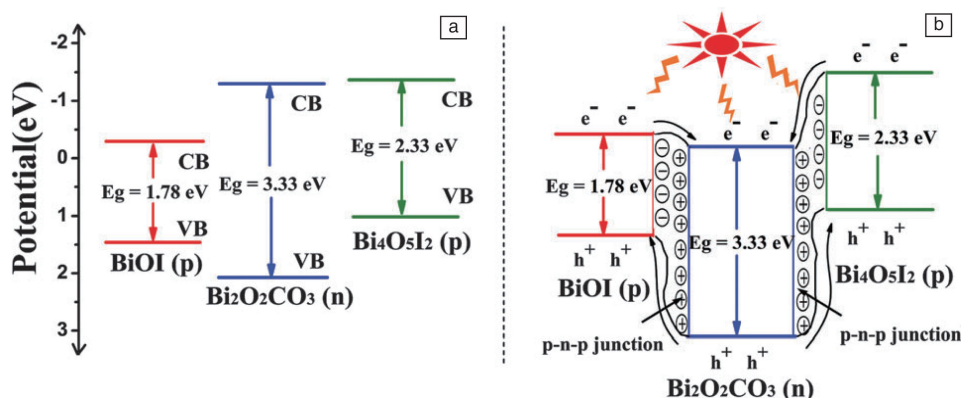 a
Potential(eV)
-2
-1
0
1
2
3
CB
Eg = 1.78 eV
VB
BiOI (p)
CB
Eg = 3.33 eV
VB
Bi₂O₂CO₃ (n)
CB
Eg = 2.33 eV
VB
Bi₄O₅I₂ (p)
b
e⁻ e⁻
Eg = 1.78 eV
h⁺ h⁺
BiOI (p)
e⁻ e⁻
Eg = 3.33 eV
h⁺ h⁺
Bi₂O₂CO₃ (n)
e⁻ e⁻
Eg = 2.33 eV
h⁺ h⁺
Bi₄O₅I₂ (p)
p-n-p junction
p-n-p junction